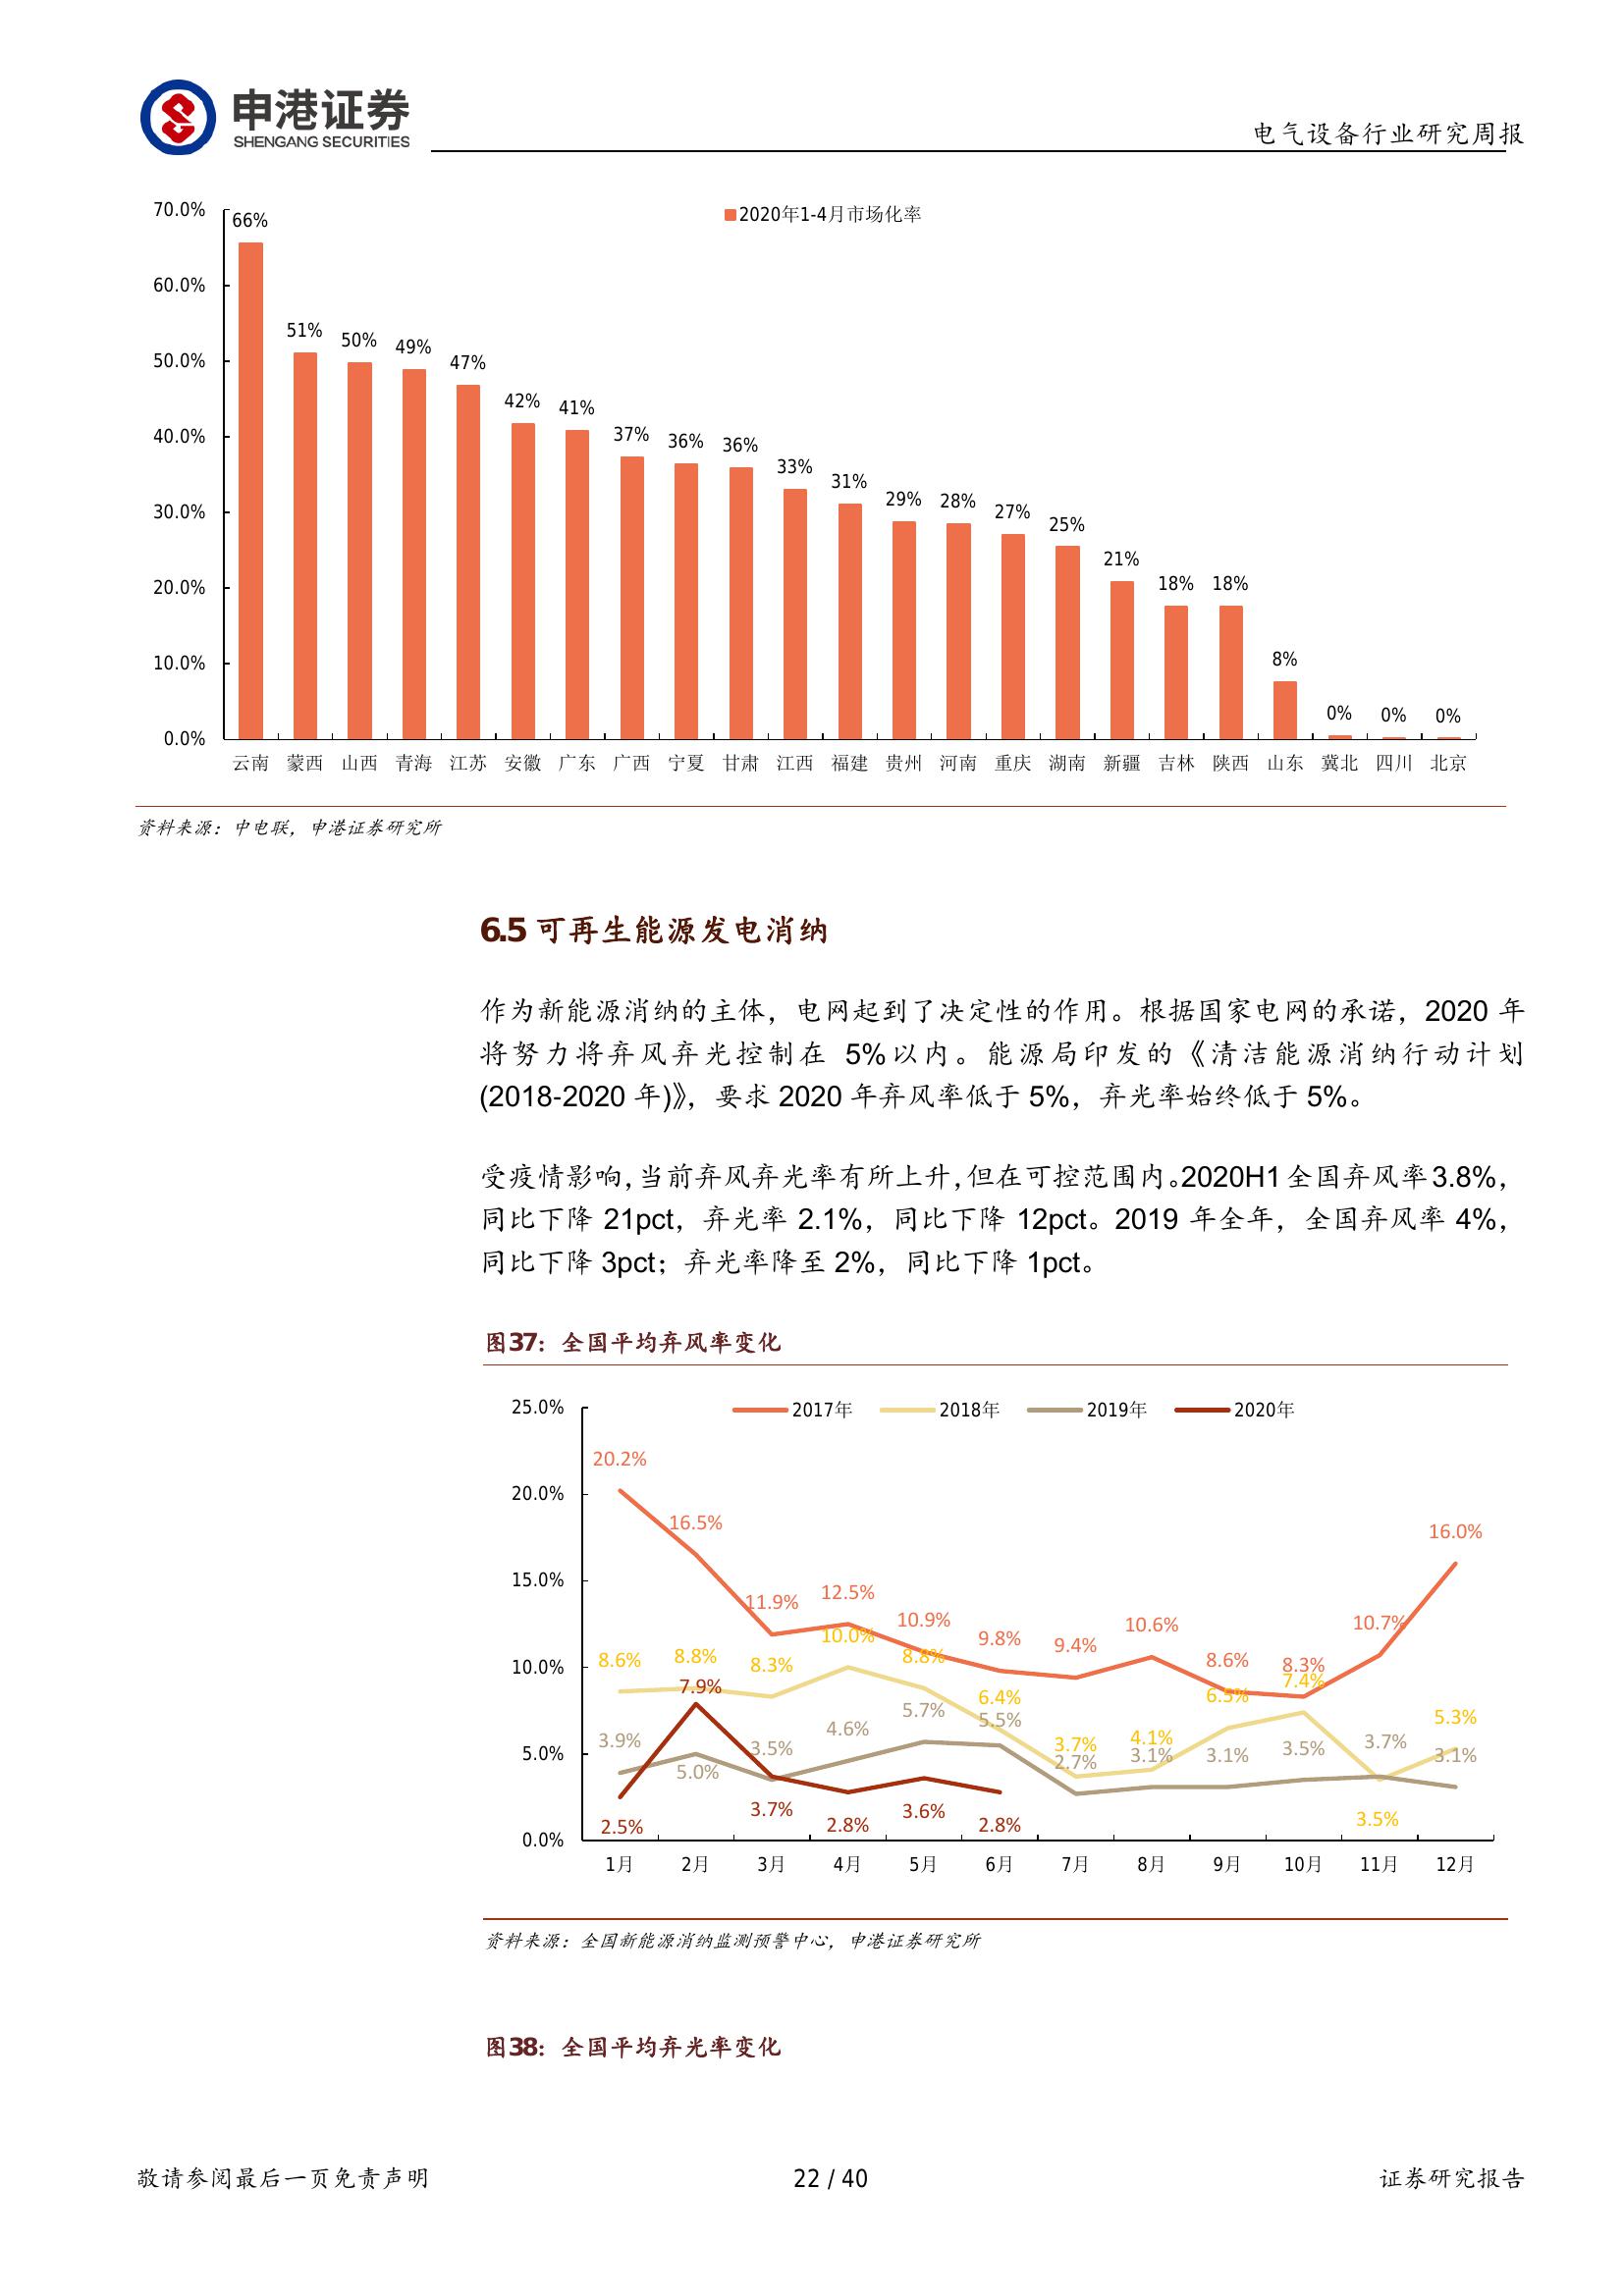 申港证券
SHENGANG SECURITIES
电气设备行业研究周报
2020年1-4月市场化率
70.0%
60.0%
50.0%
40.0%
30.0%
20.0%
10.0%
0.0%
66% 51% 50% 49% 47% 42% 41% 37% 36% 36% 33% 31% 29% 28% 27% 25% 21% 18% 18% 8% 0% 0% 0%
云南 蒙西 山西 青海 江苏 安徽 广东 广西 宁夏 甘肃 江西 福建 贵州 河南 重庆 湖南 新疆 吉林 陕西 山东 冀北 四川 北京
资料来源：中电联，申港证券研究所
6.5 可再生能源发电消纳
作为新能源消纳的主体，电网起到了决定性的作用。根据国家电网的承诺，2020 年
将努力将弃风弃光控制在 5%以内。能源局印发的《清洁能源消纳行动计划
(2018-2020 年)》，要求 2020 年弃风率低于 5%，弃光率始终低于 5%。
受疫情影响，当前弃风弃光率有所上升，但在可控范围内。2020H1 全国弃风率 3.8%，
同比下降 21pct，弃光率 2.1%，同比下降 12pct。2019 年全年，全国弃风率 4%，
同比下降 3pct；弃光率降至 2%，同比下降 1pct。
图37：全国平均弃风率变化
2017年 2018年 2019年 2020年
25.0%
20.0%
15.0%
10.0%
5.0%
0.0%
20.2% 16.5% 11.9% 12.5% 10.9% 9.8% 9.4% 10.6% 8.6% 8.3% 10.7% 16.0%
8.6% 8.8% 8.3% 10.0% 8.8% 6.4% 3.7% 4.1% 6.5% 7.4% 3.5% 5.3%
3.9% 5.0% 3.5% 4.6% 5.7% 5.5% 2.7% 3.1% 3.1% 3.5% 3.7% 3.1%
2.5% 7.9% 3.7% 2.8% 3.6% 2.8%
1月 2月 3月 4月 5月 6月 7月 8月 9月 10月 11月 12月
资料来源：全国新能源消纳监测预警中心，申港证券研究所
图38：全国平均弃光率变化
敬请参阅最后一页免责声明
22 / 40
证券研究报告